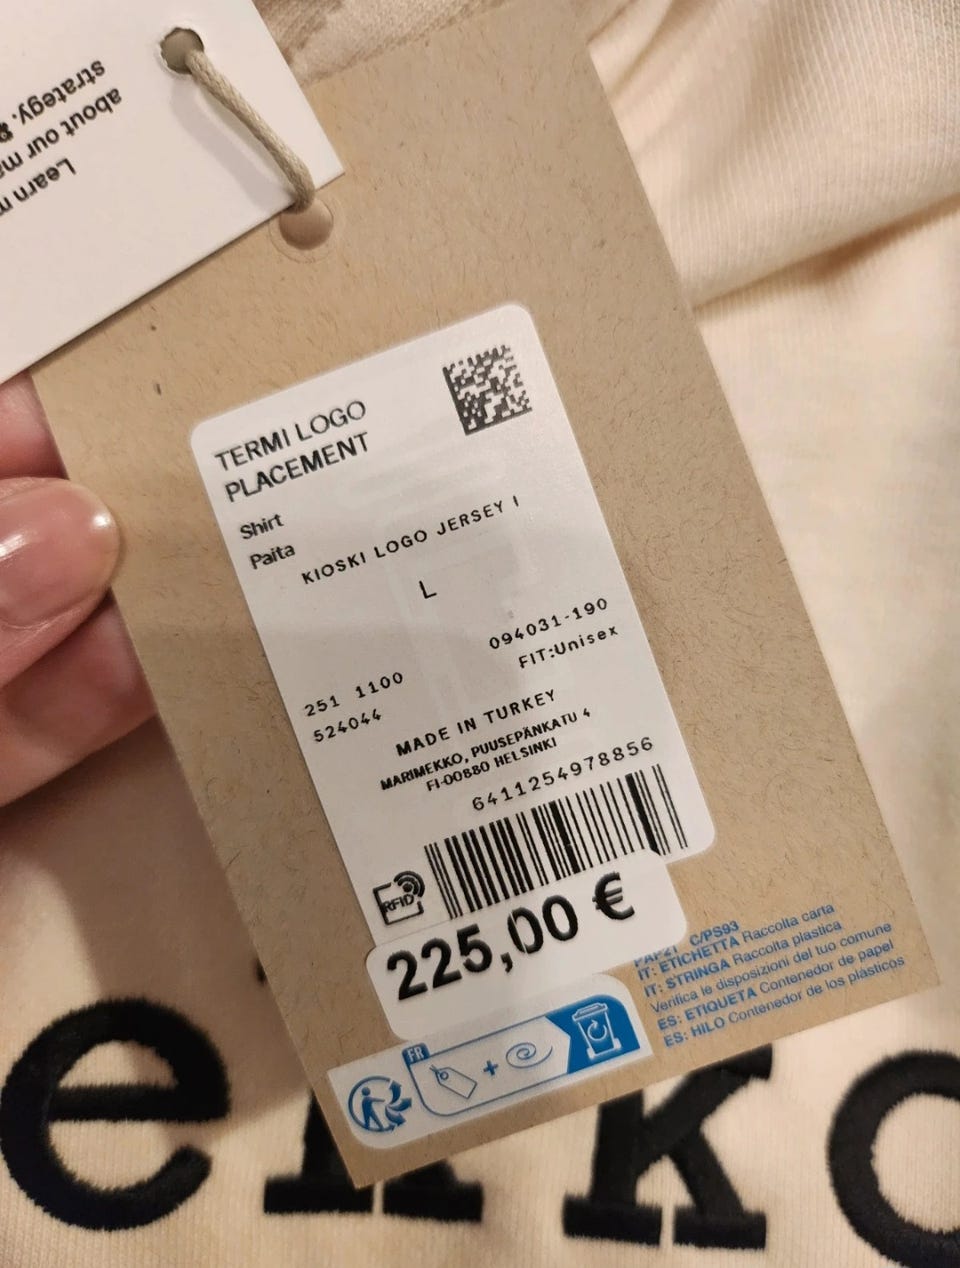 Learn
about our
strategy.
TERMI LOGO
PLACEMENT
Shirt
Paita
KIOSKI LOGO JERSEY I
L
094031-190
FIT:Unisex
251 1100
524044
MADE IN TURKEY
MARIMEKKO, PUUSEPÄNKATU 4
FI-00880 HELSINKI
6411254978856
RFID
225,00 €
PAP21 C/PS93
IT: ETICHETTA Raccolta carta
IT: STRINGA Raccolta plastica
Verifica le disposizioni del tuo comune
ES: ETIQUETA Contenedor de papel
ES: HILO Contenedor de los plásticos
FR
+